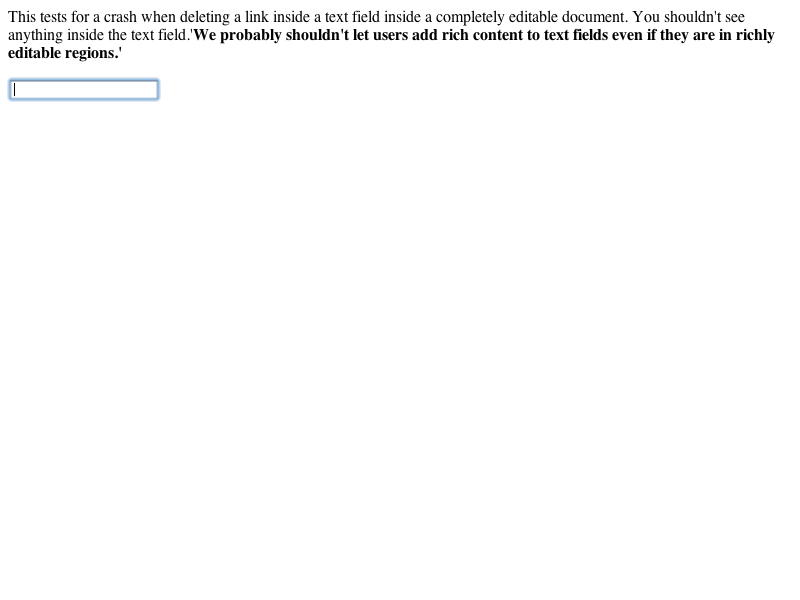 This tests for a crash when deleting a link inside a text field inside a completely editable document. You shouldn't see
anything inside the text field.'We probably shouldn't let users add rich content to text fields even if they are in richly
editable regions.'